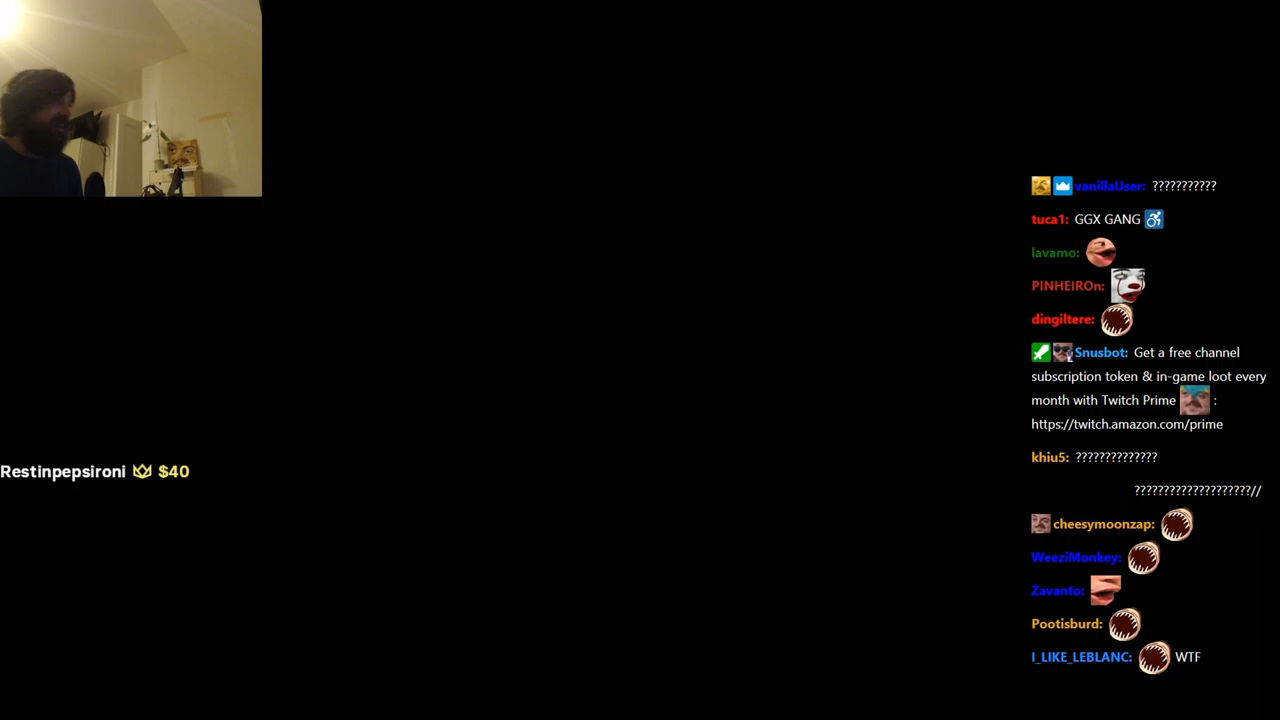 vanillaUser: ???????????
tuca1: GGX GANG
lavamo:
PINHEIROn:
dingiltere:
Snusbot: Get a free channel
subscription token & in-game loot every
month with Twitch Prime :
https://twitch.amazon.com/prime
khiu5: ??????????????
Restinpepsironi $40
????????????????????//
cheesymoonzap:
WeeziMonkey:
Zavanto:
Pootisburd:
I_LIKE_LEBLANC: WTF